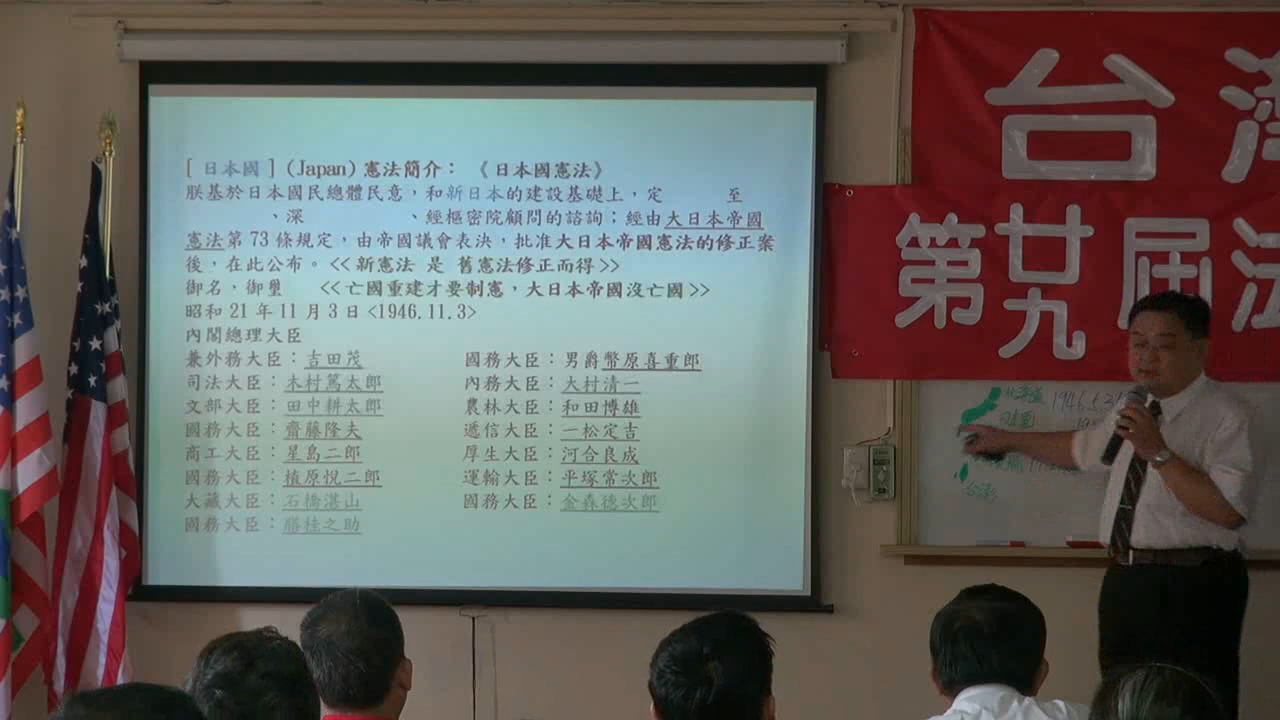 [ 日本國 ] (Japan) 憲法簡介： 《 日本國憲法》
朕基於日本國民總體民意，和新日本的建設基礎上，定 至
、深 、經樞密院顧問的諮詢；經由大日本帝國
憲法第 73 條規定，由帝國議會表決，批准大日本帝國憲法的修正案
後，在此公布。<< 新憲法 是 舊憲法修正而得 >>
御名，御璽 << 亡國重建才要制憲，大日本帝國沒亡國 >>
昭和 21 年 11 月 3 日 <1946.11.3>
內閣總理大臣
兼外務大臣：吉田茂 國務大臣：男爵幣原喜重郎
司法大臣：木村篤太郎 內務大臣：大村清一
文部大臣：田中耕太郎 農林大臣：和田博雄
國務大臣：齋藤隆夫 遞信大臣：一松定吉
商工大臣：星島二郎 厚生大臣：河合良成
國務大臣：植原悅二郎 運輸大臣：平塚常次郎
大藏大臣：石橋湛山 國務大臣：金森德次郎
國務大臣：膳桂之助
台灣
第廿九屆法
北海道 1946.
台湾